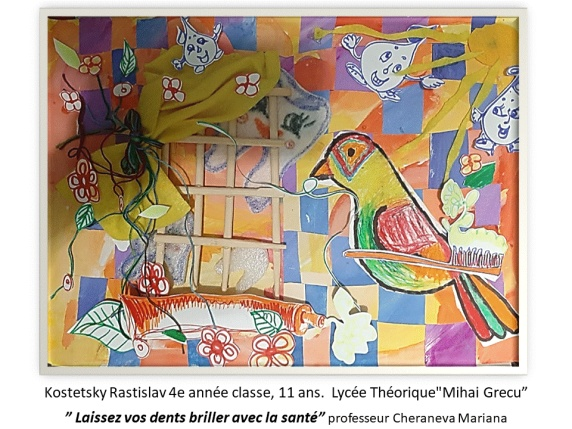 Kostetsky Rastislav 4e année classe, 11 ans.  Lycée Théorique"Mihai Grecu”
” Laissez vos dents briller avec la santé” professeur Cheraneva Mariana